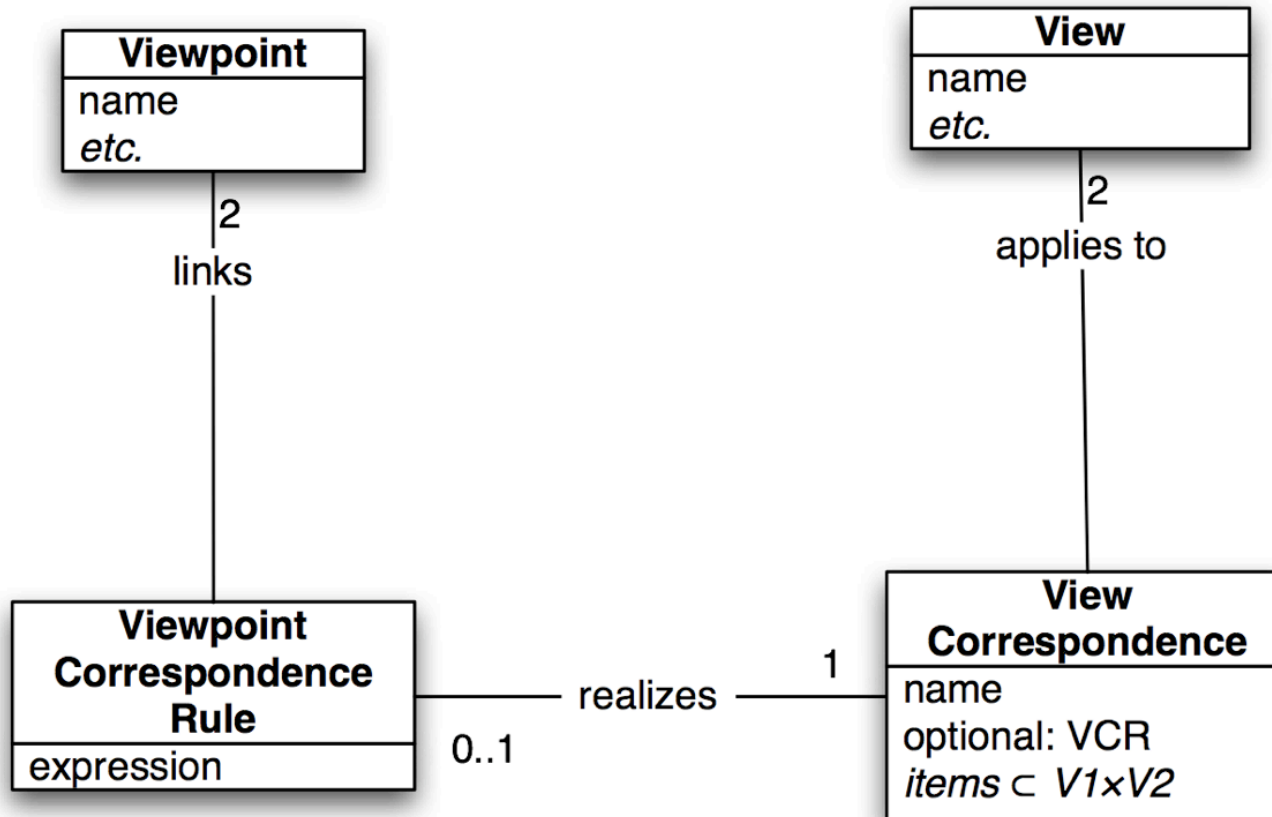 Viewpoint
name
etc.
2
links
View
name
etc.
2
applies to
Viewpoint
Correspondence
Rule
expression
0..1
realizes
1
View
Correspondence
name
optional: VCR
items ⊂ V1×V2